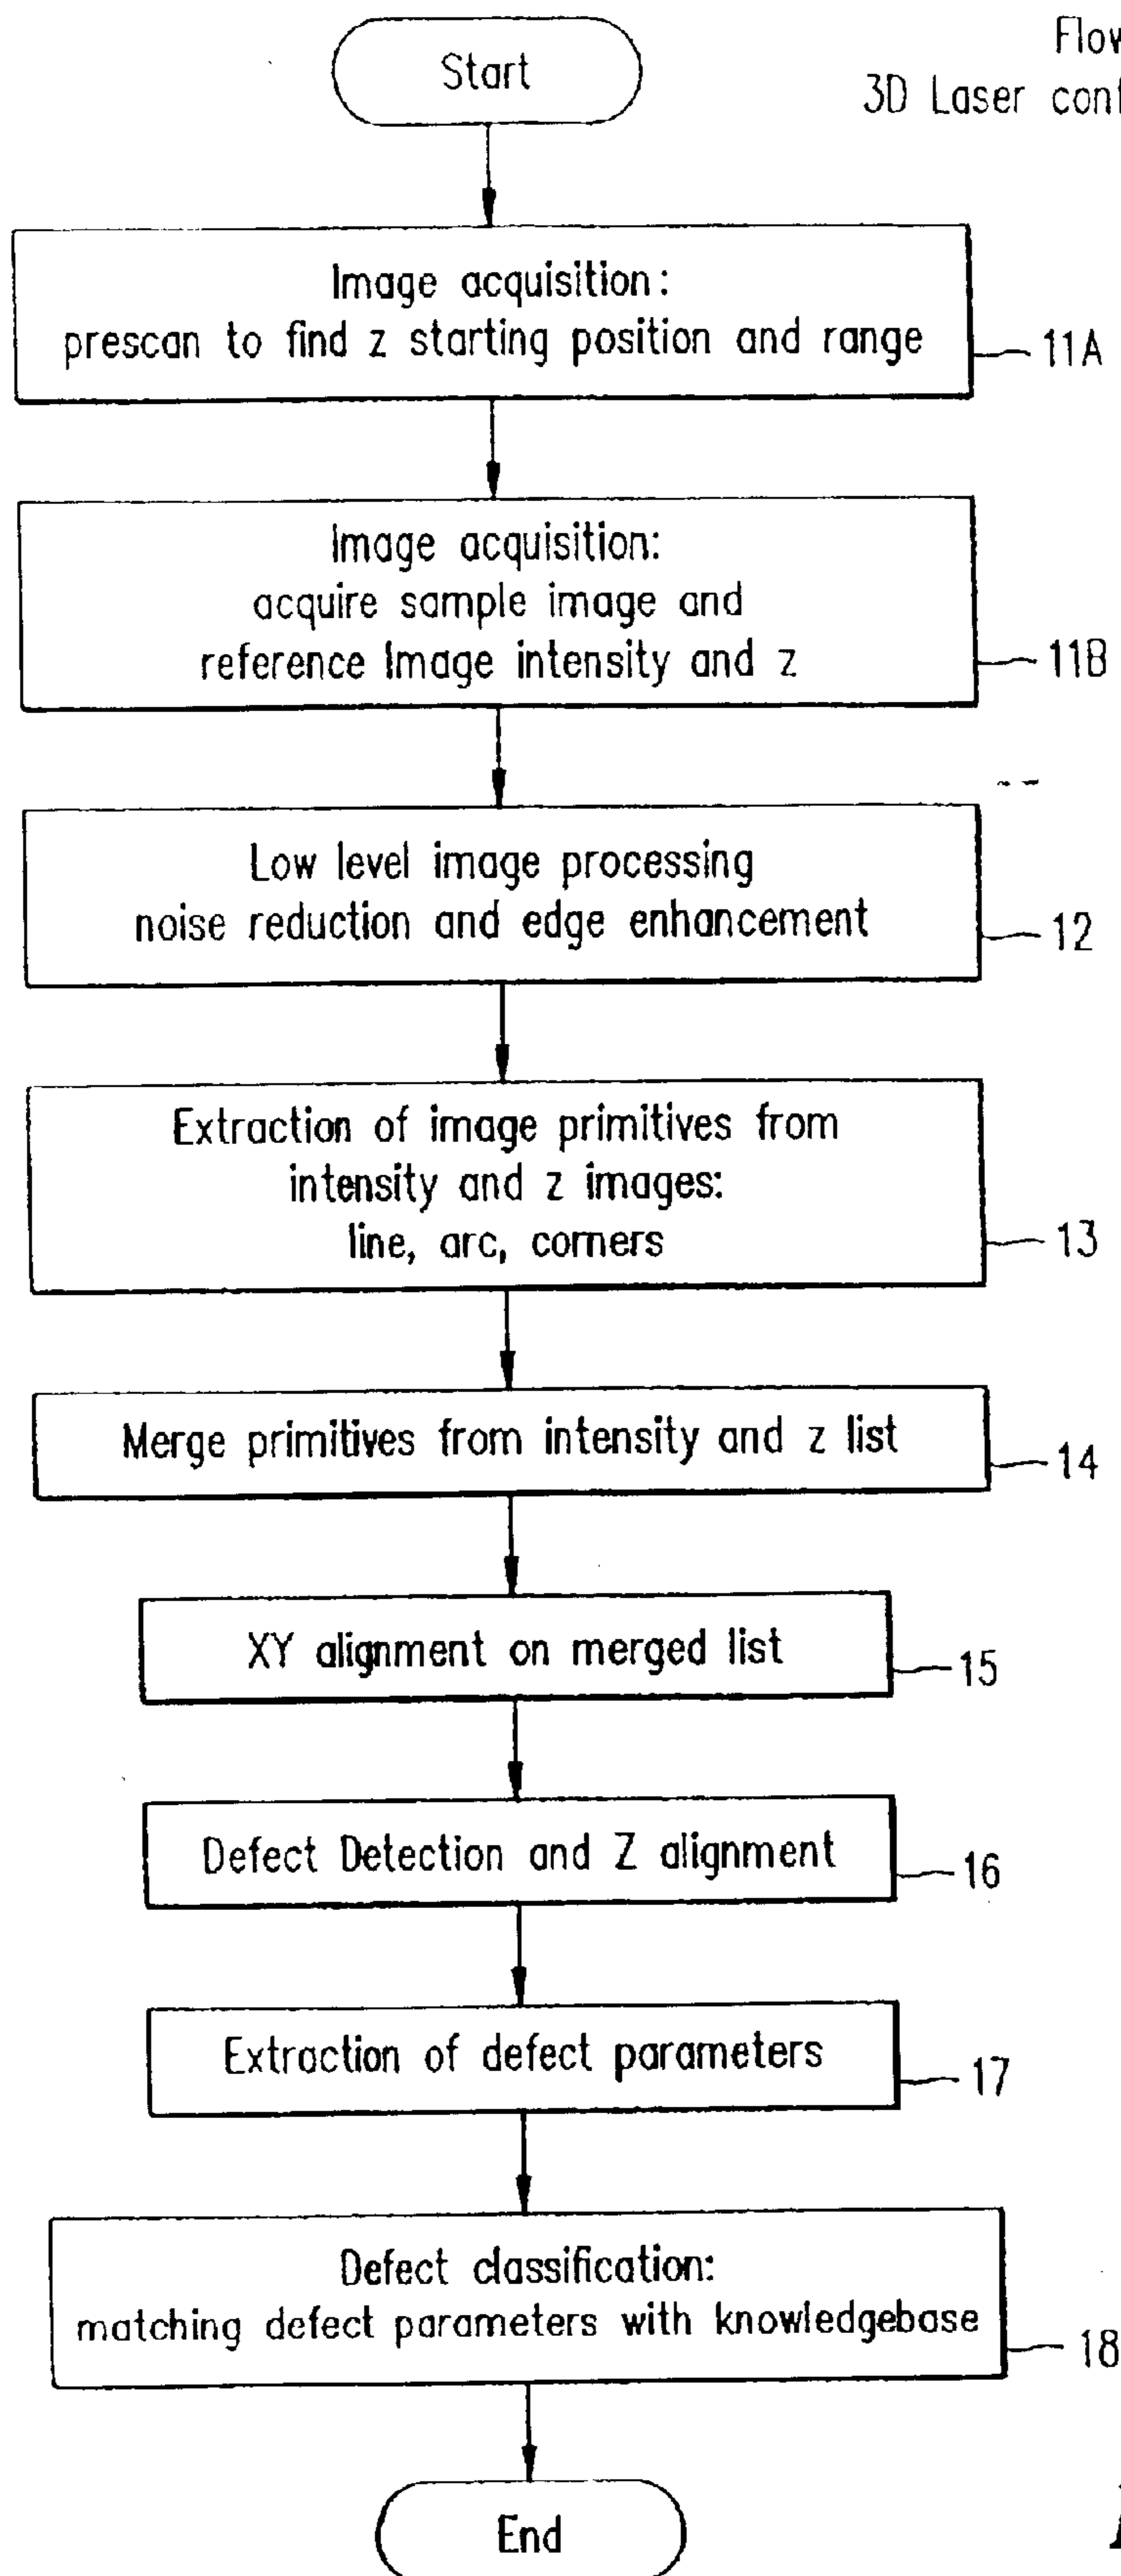 Start
3D Laser
Image acquisition:
prescan to find z starting position and range
11A
Image acquisition:
acquire sample image and
reference Image intensity and z
11B
Low level image processing
noise reduction and edge enhancement
12
Extraction of image primitives from
intensity and z images:
line, arc, corners
13
Merge primitives from intensity and z list
14
XY alignment on merged list
15
Defect Detection and Z alignment
16
Extraction of defect parameters
17
Defect classification:
matching defect parameters with knowledgebase
18
End